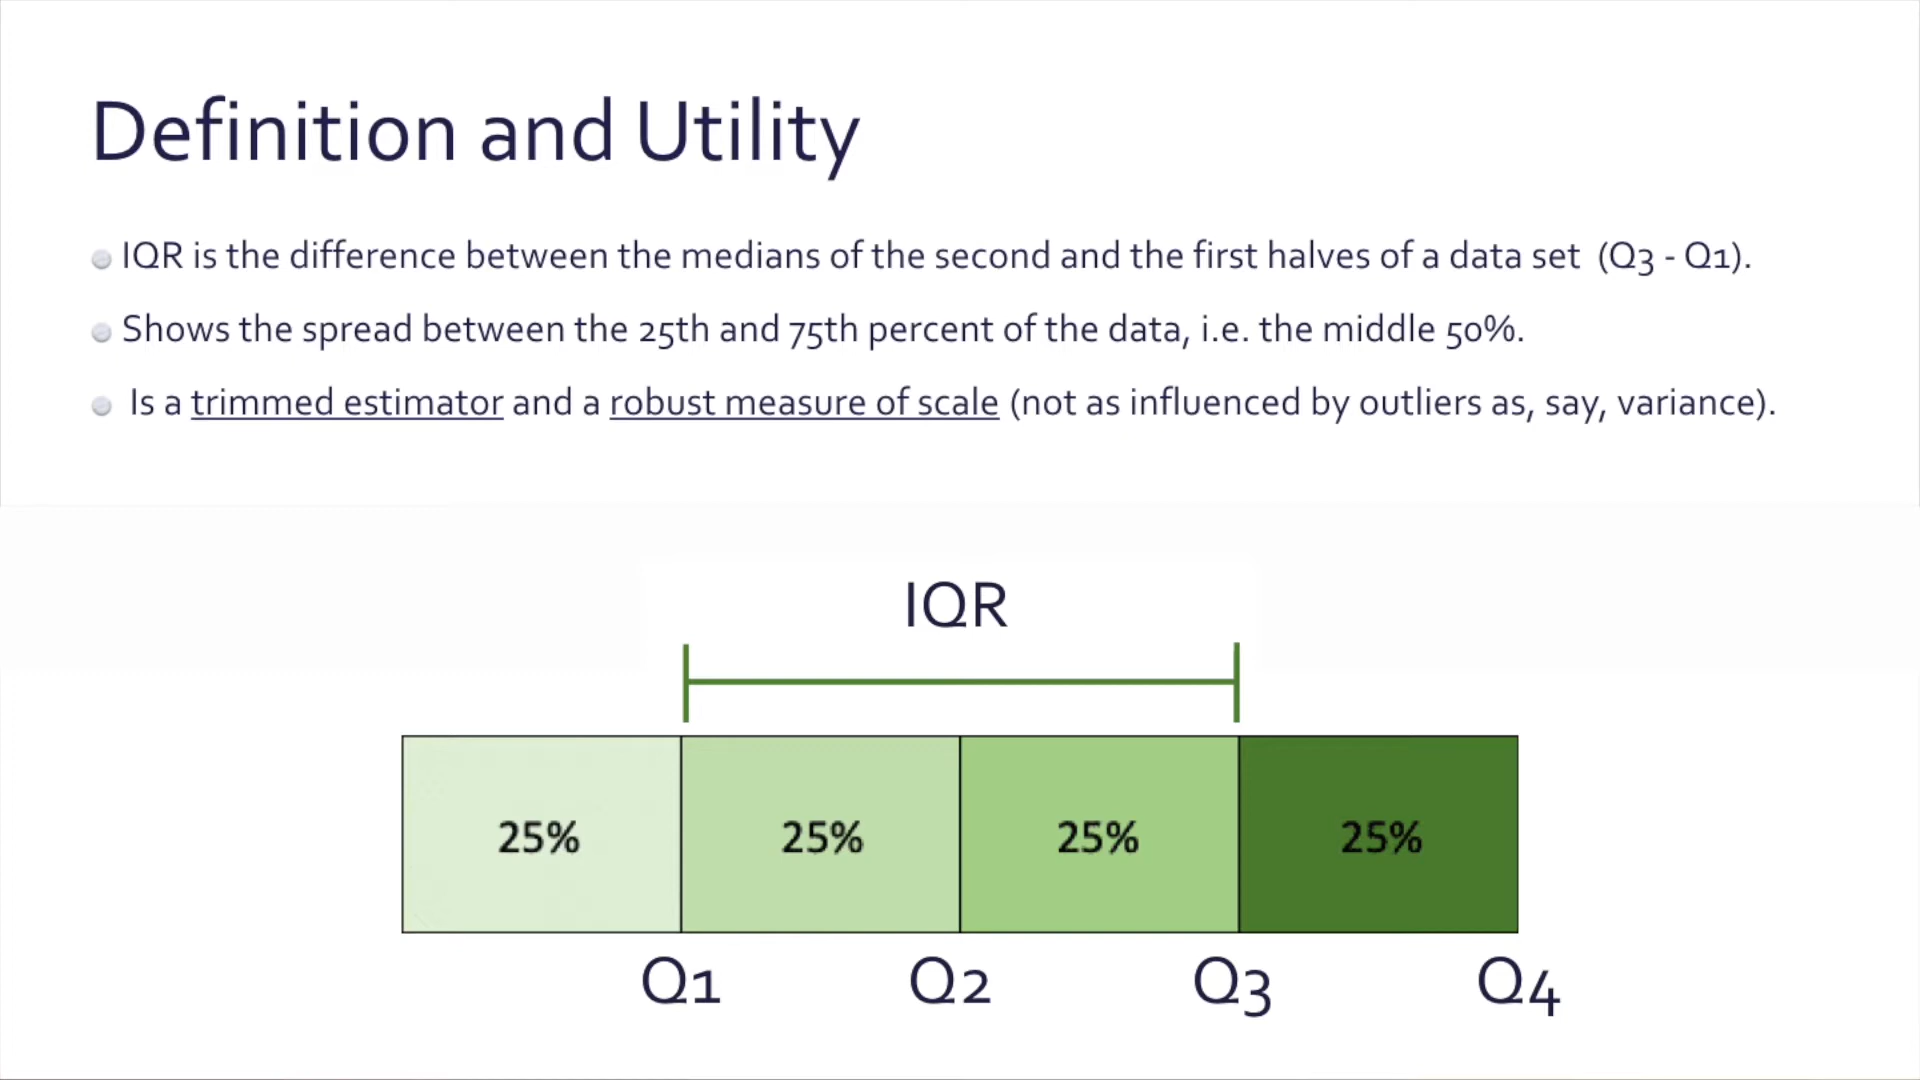 Definition and Utility
IQR is the difference between the medians of the second and the first halves of a data set (Q3 - Q1).
Shows the spread between the 25th and 75th percent of the data, i.e. the middle 50%.
Is a trimmed estimator and a robust measure of scale (not as influenced by outliers as, say, variance).
IQR
25% 25% 25% 25%
Q1 Q2 Q3 Q4